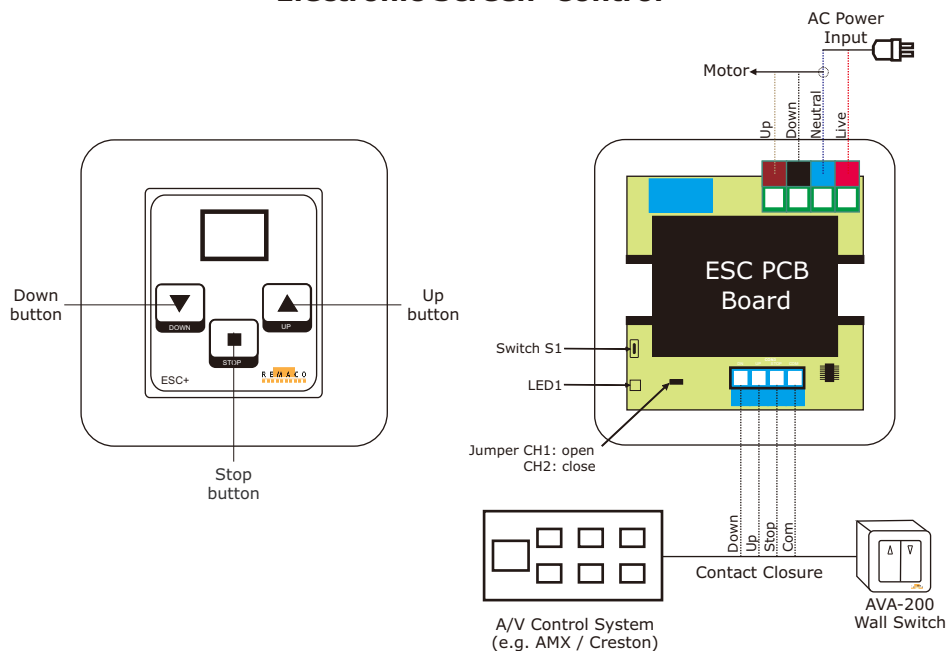 Electronic Screen Control
AC Power
Input
Motor
Up
Down
Neutral
Live
ESC PCB
Board
Down
button
Up
button
DOWN
UP
STOP
ESC+
REMACO
Stop
button
Switch S1
LED1
Jumper CH1: open
CH2: close
Down
Up
Stop
Com
Contact Closure
A/V Control System
(e.g. AMX / Creston)
AVA-200
Wall Switch